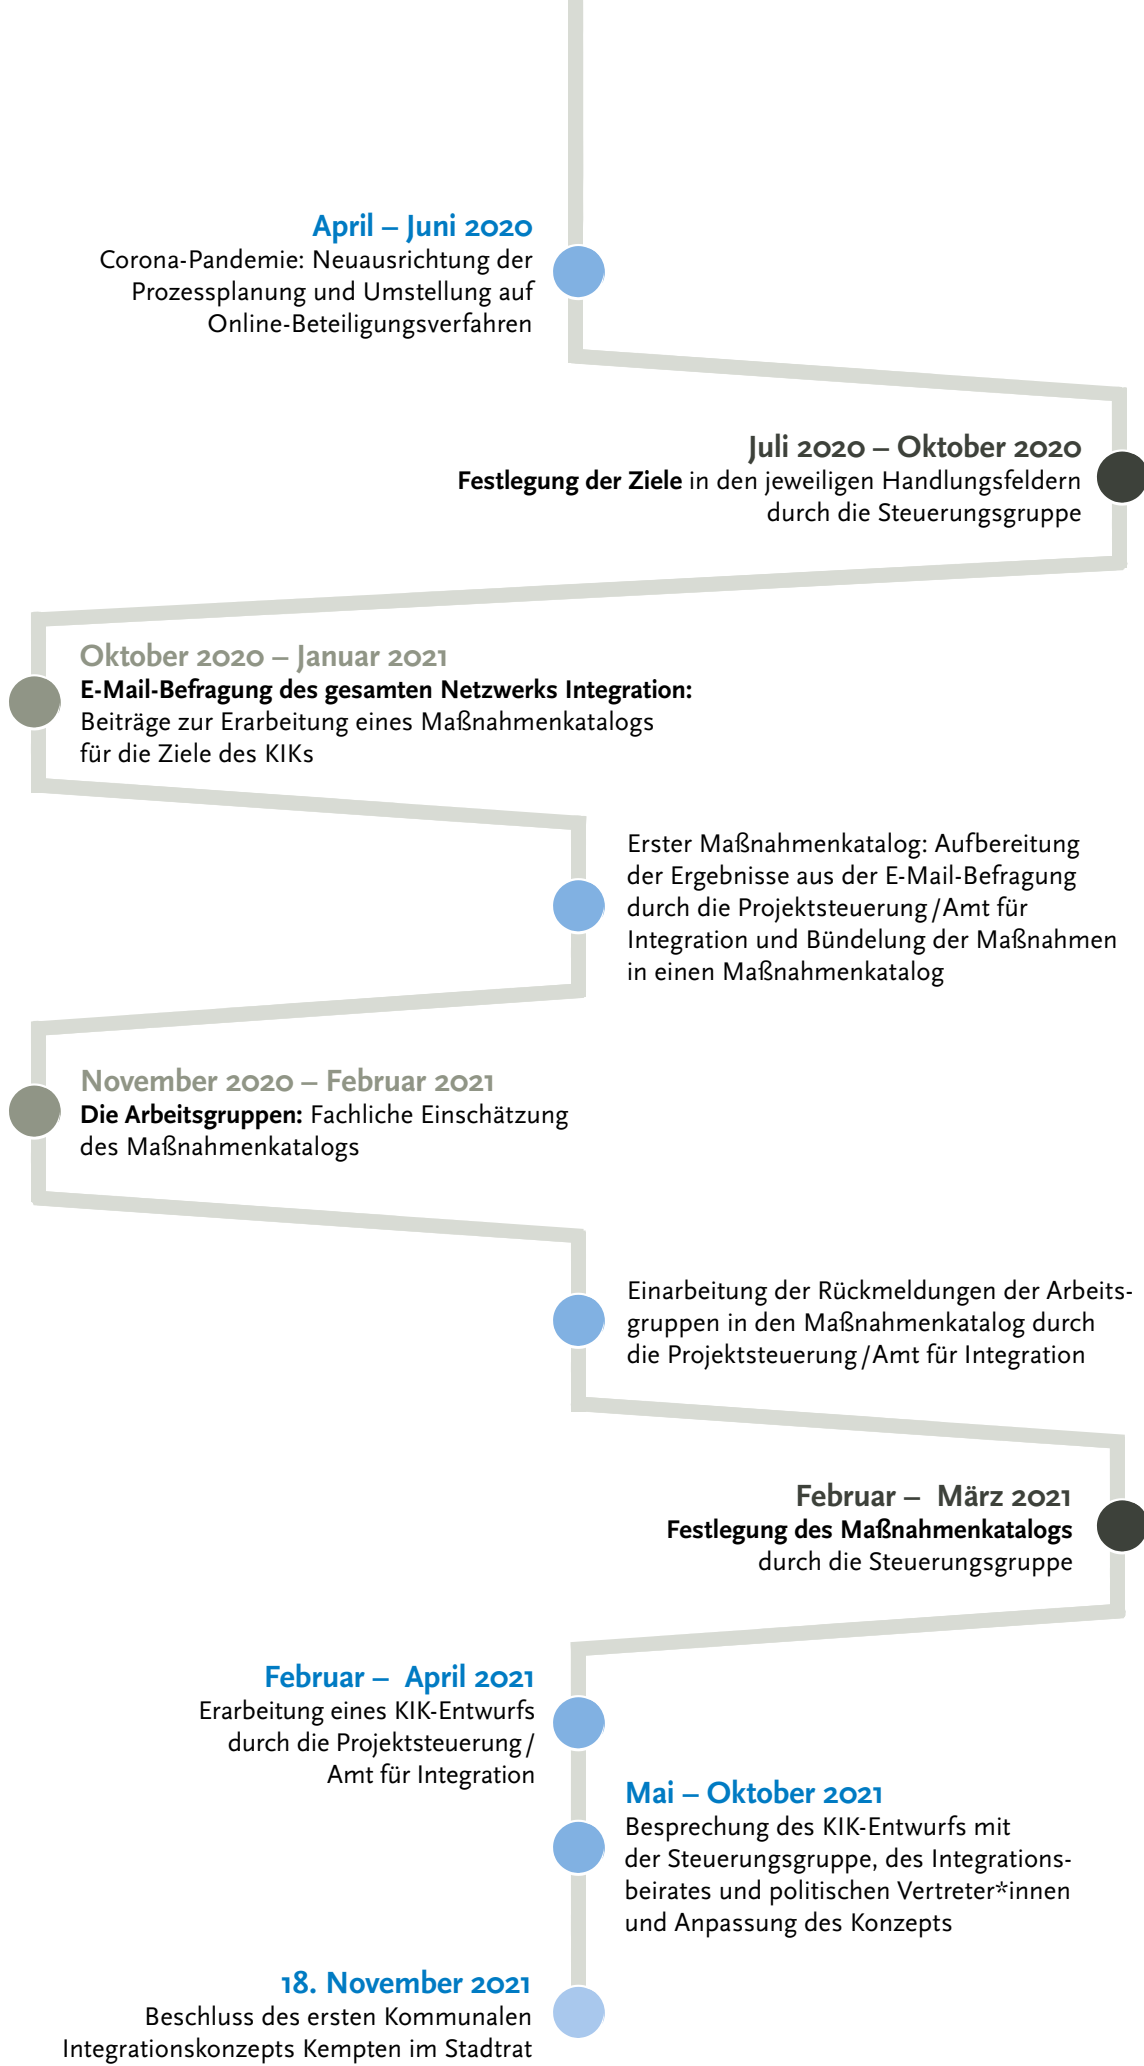 April – Juni 2020
Corona-Pandemie: Neuausrichtung der
Prozessplanung und Umstellung auf
Online-Beteiligungsverfahren
Juli 2020 – Oktober 2020
Festlegung der Ziele in den jeweiligen Handlungsfeldern
durch die Steuerungsgruppe
Oktober 2020 – Januar 2021
E-Mail-Befragung des gesamten Netzwerks Integration:
Beiträge zur Erarbeitung eines Maßnahmenkatalogs
für die Ziele des KIKs
Erster Maßnahmenkatalog: Aufbereitung
der Ergebnisse aus der E-Mail-Befragung
durch die Projektsteuerung/Amt für
Integration und Bündelung der Maßnahmen
in einen Maßnahmenkatalog
November 2020 – Februar 2021
Die Arbeitsgruppen: Fachliche Einschätzung
des Maßnahmenkatalogs
Einarbeitung der Rückmeldungen der Arbeits-
gruppen in den Maßnahmenkatalog durch
die Projektsteuerung/Amt für Integration
Februar – März 2021
Festlegung des Maßnahmenkatalogs
durch die Steuerungsgruppe
Februar – April 2021
Erarbeitung eines KIK-Entwurfs
durch die Projektsteuerung/
Amt für Integration
Mai – Oktober 2021
Besprechung des KIK-Entwurfs mit
der Steuerungsgruppe, des Integrations-
beirates und politischen Vertreter*innen
und Anpassung des Konzepts
18. November 2021
Beschluss des ersten Kommunalen
Integrationskonzepts Kempten im Stadtrat